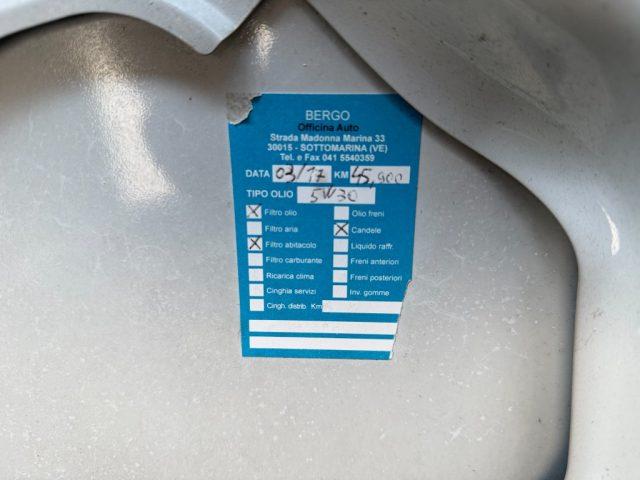 BERGO
Officina Auto
Strada Madonna Marina 33
30015 - SOTTOMARINA (VE)
Tel. e Fax 041 5540359
DATA 03/17 KM 45,900
TIPO OLIO 5W30
X Filtro olio Olio freni
Filtro aria X Candele
X Filtro abitacolo Liquido raffr.
Filtro carburante Freni anteriori
Ricarica clima Freni posteriori
Cinghia servizi Inv. gomme
Cingh. distrib. Km